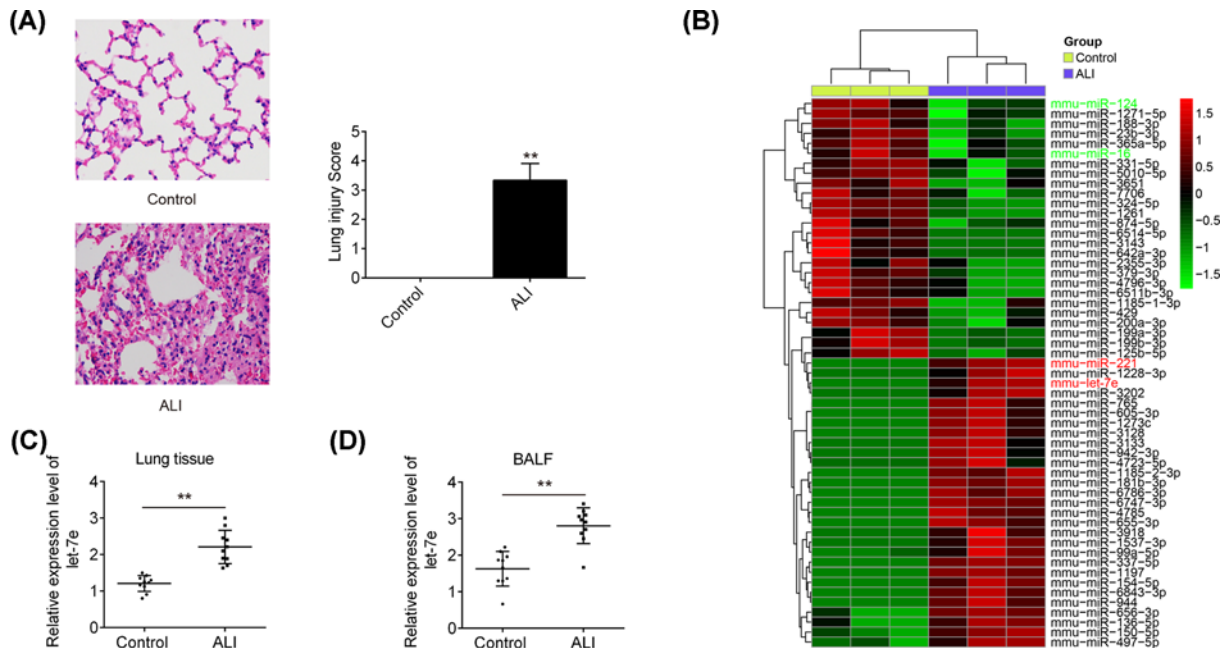 (A)
Control
ALI
Lung injury Score
5
4
3
2
1
0
**
Control
ALI
(B)
Group
Control
ALI
mmu-miR-124
mmu-miR-1271-5p
mmu-miR-188-3p
mmu-miR-23b-3p
mmu-miR-365a-5p
mmu-miR-16
mmu-miR-331-5p
mmu-miR-5010-5p
mmu-miR-3651
mmu-miR-7706
mmu-miR-324-5p
mmu-miR-1261
mmu-miR-874-5p
mmu-miR-6514-5p
mmu-miR-3143
mmu-miR-642a-3p
mmu-miR-2355-3p
mmu-miR-379-3p
mmu-miR-4796-3p
mmu-miR-6511b-3p
mmu-miR-1185-1-3p
mmu-miR-429
mmu-miR-200a-3p
mmu-miR-199a-3p
mmu-miR-199b-3p
mmu-miR-125b-5p
mmu-miR-221
mmu-miR-1228-3p
mmu-let-7e
mmu-miR-3202
mmu-miR-765
mmu-miR-605-3p
mmu-miR-1273c
mmu-miR-3128
mmu-miR-3133
mmu-miR-942-3p
mmu-miR-4723-5p
mmu-miR-1185-2-3p
mmu-miR-181b-3p
mmu-miR-6786-3p
mmu-miR-6747-3p
mmu-miR-4785
mmu-miR-655-3p
mmu-miR-3918
mmu-miR-1537-3p
mmu-miR-99a-5p
mmu-miR-337-5p
mmu-miR-1197
mmu-miR-154-5p
mmu-miR-6843-3p
mmu-miR-944
mmu-miR-656-3p
mmu-miR-136-5p
mmu-miR-150-5p
mmu-miR-497-5p
1.5
1
0.5
0
-0.5
-1
-1.5
(C)
Lung tissue
Relative expression level of
let-7e
4
3
2
1
0
**
Control
ALI
(D)
BALF
Relative expression level of
let-7e
4
3
2
1
0
**
Control
ALI